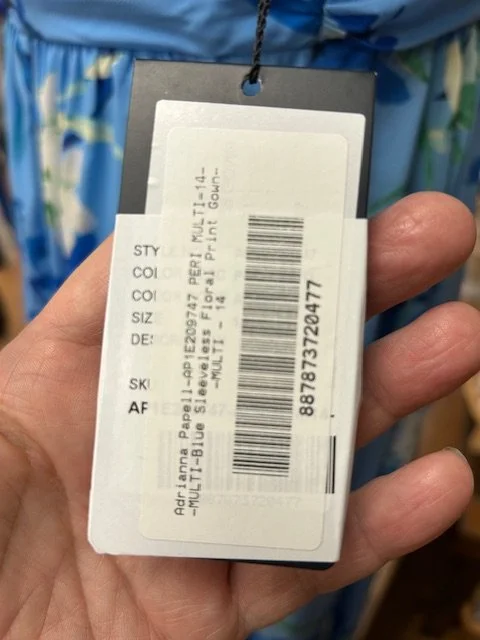 Adrianna Papell-AP1E209747 PERI MULTI-14-
-MULTI-Blue Sleeveless Floral Print Gown-
-MULTI - 14
887873720477
STY
COL
COL
SIZ
DES
SKU
AP1E2